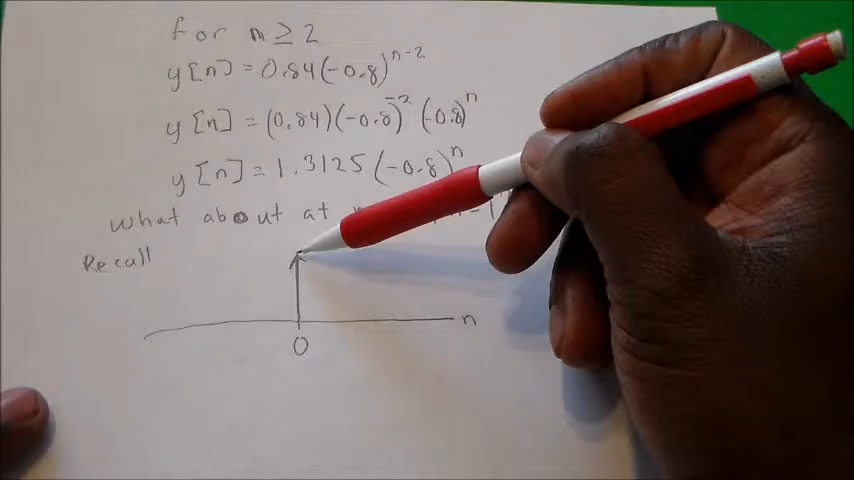 for n ≥ 2
y[n] = 0.84(-0.8)^{n-2}
y[n] = (0.84)(-0.8)^{-2} (-0.8)^n
y[n] = 1.3125(-0.8)^n
What about at
Recall
n
0